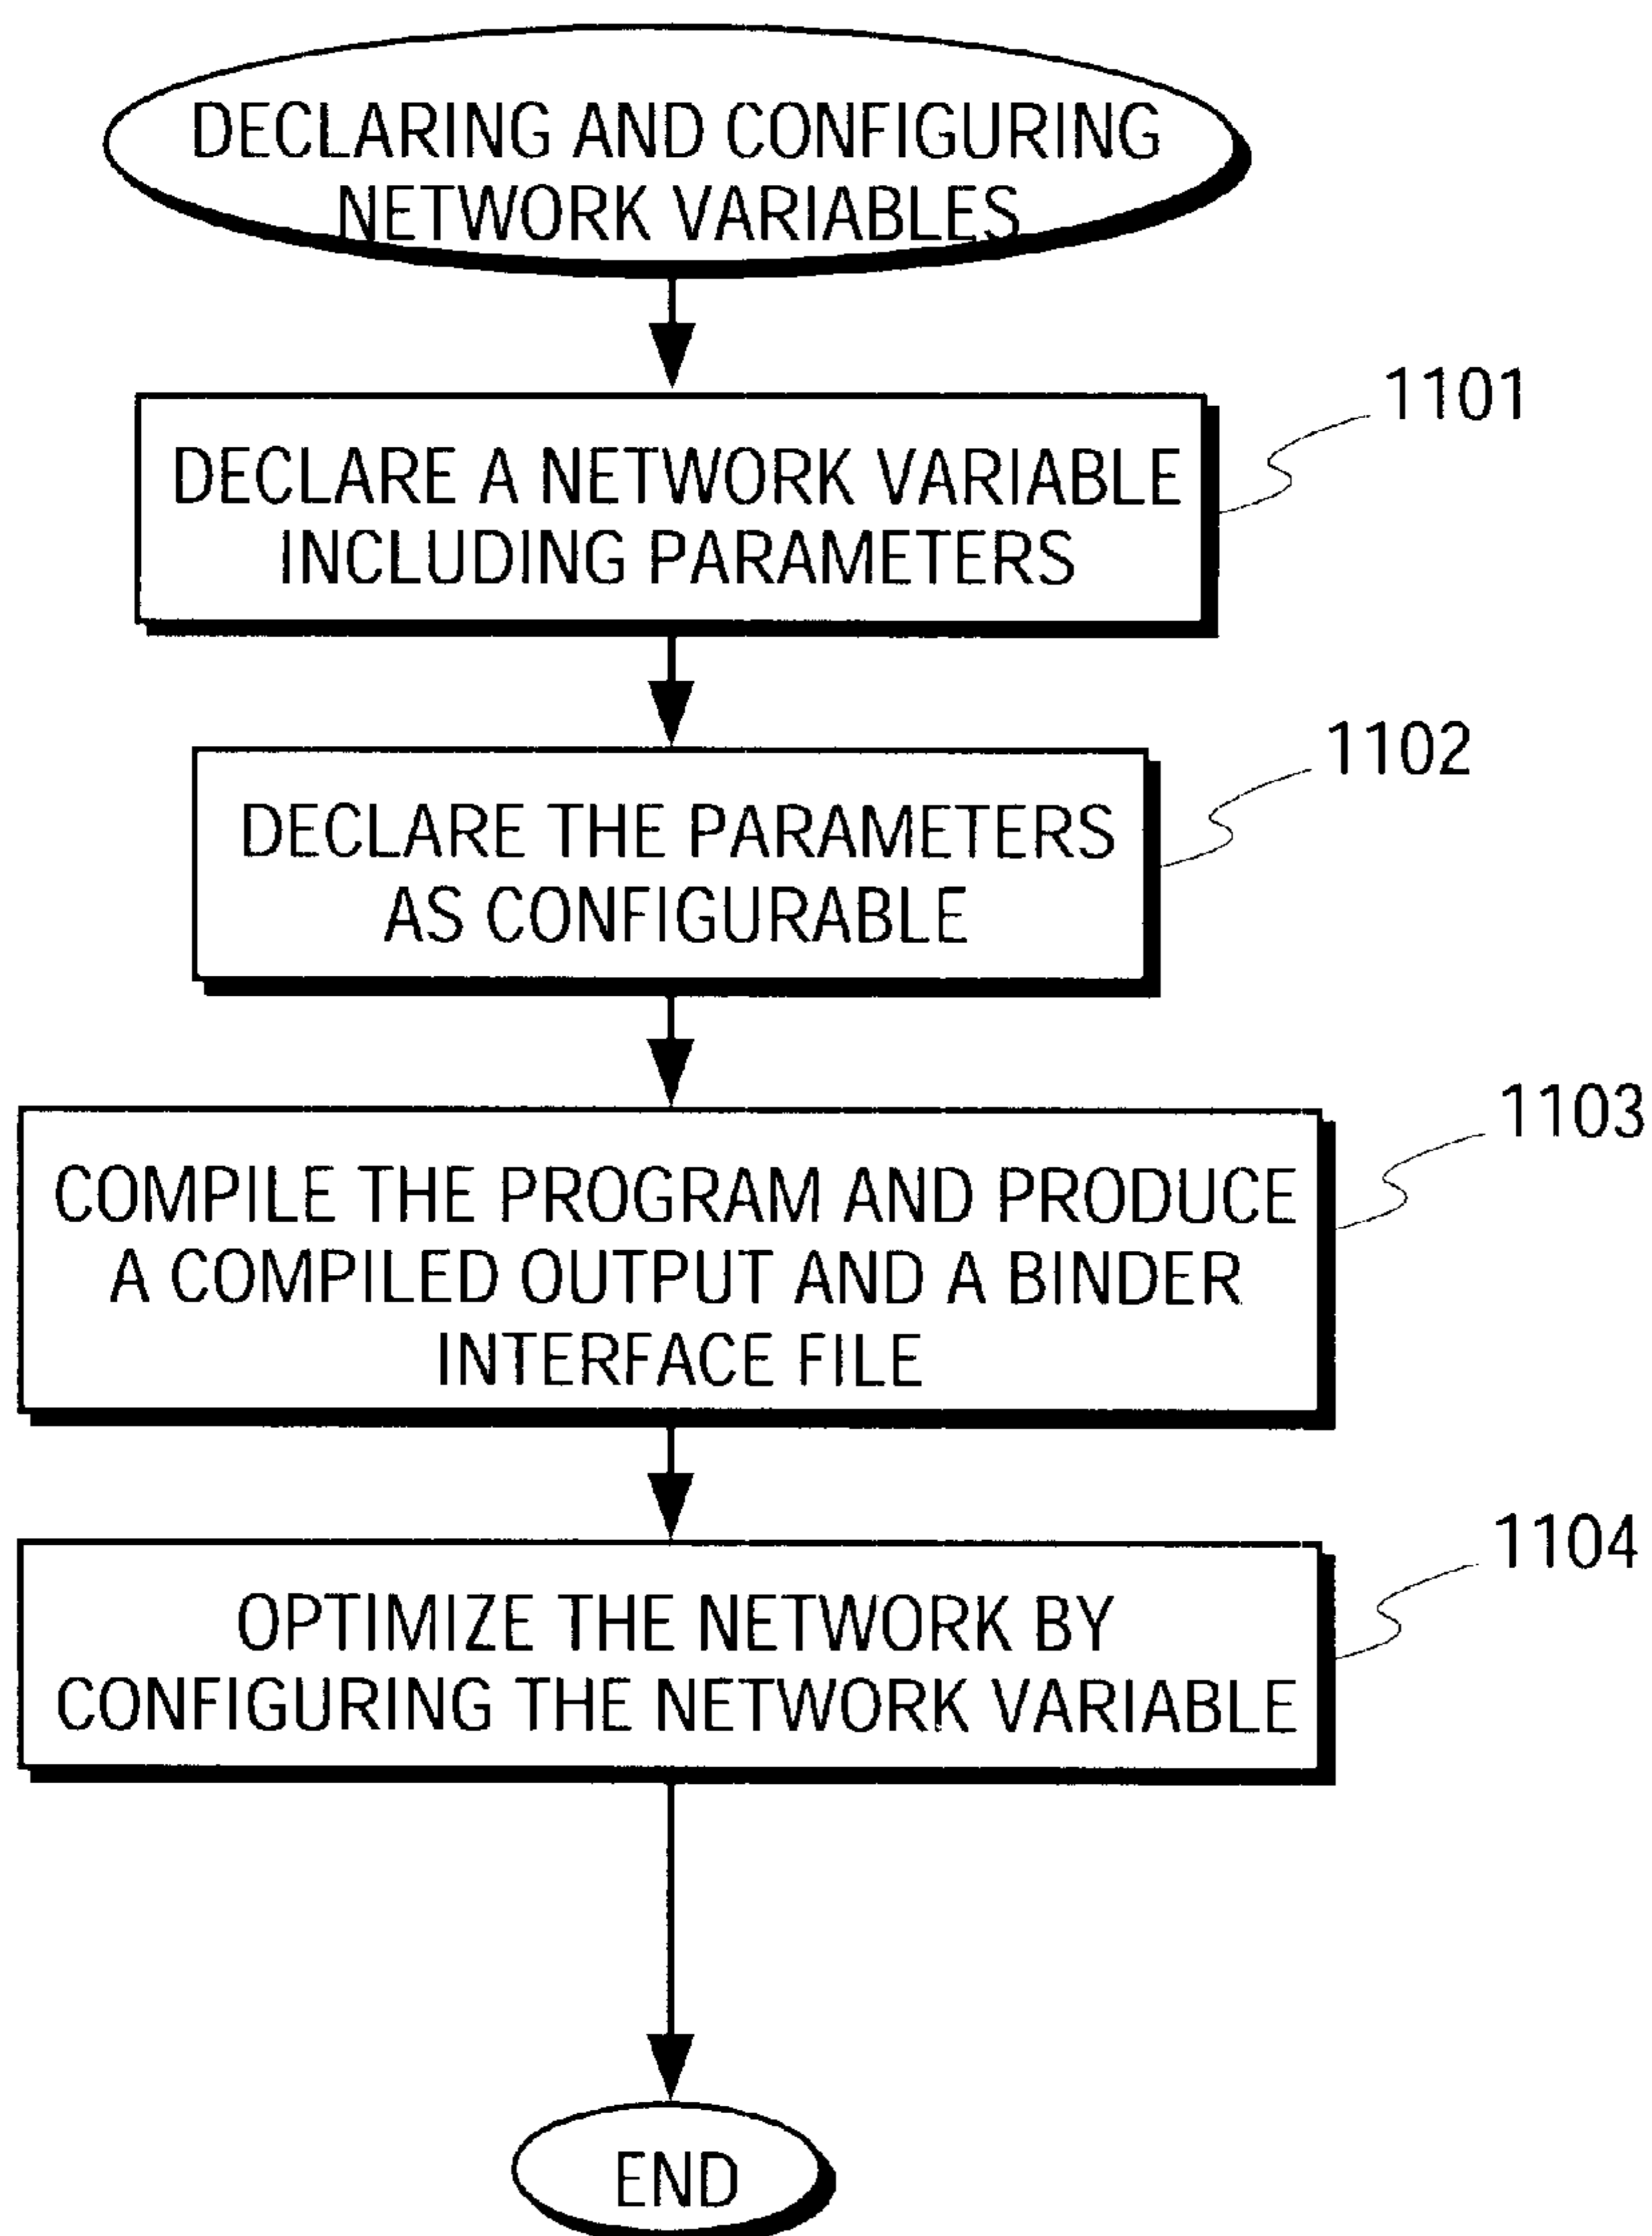 DECLARING AND CONFIGURING
NETWORK VARIABLES
1101
DECLARE A NETWORK VARIABLE
INCLUDING PARAMETERS
1102
DECLARE THE PARAMETERS
AS CONFIGURABLE
1103
COMPILE THE PROGRAM AND PRODUCE
A COMPILED OUTPUT AND A BINDER
INTERFACE FILE
1104
OPTIMIZE THE NETWORK BY
CONFIGURING THE NETWORK VARIABLE
END